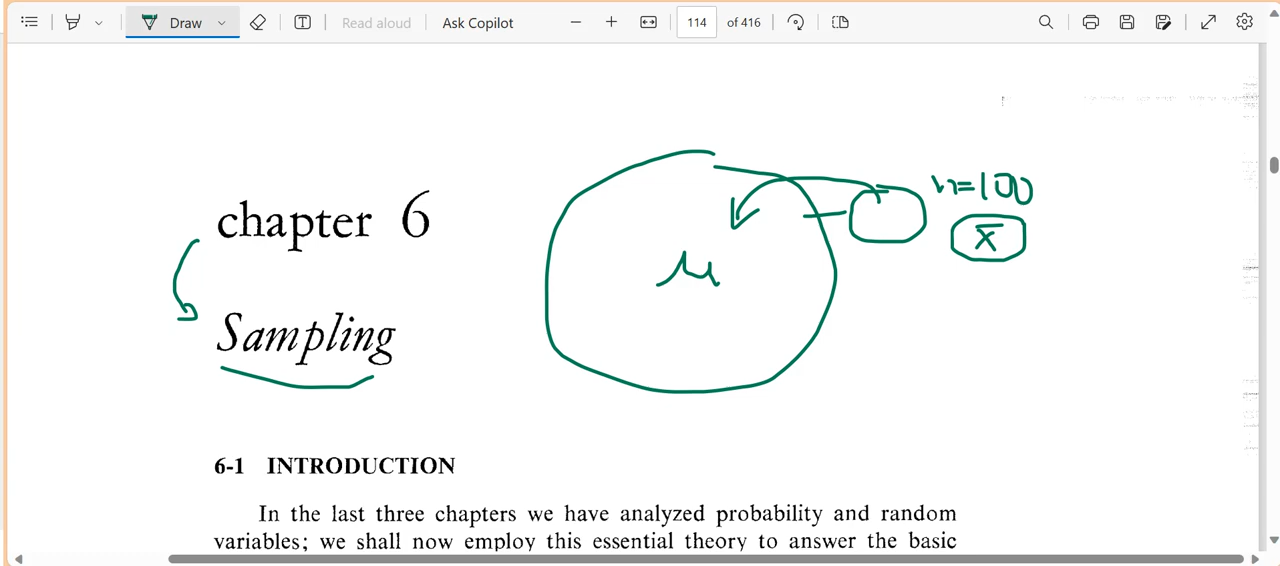 Draw
Read aloud
Ask Copilot
114 of 416
n=100
x̄
chapter 6
μ
Sampling
6-1 INTRODUCTION
In the last three chapters we have analyzed probability and random
variables; we shall now employ this essential theory to answer the basic